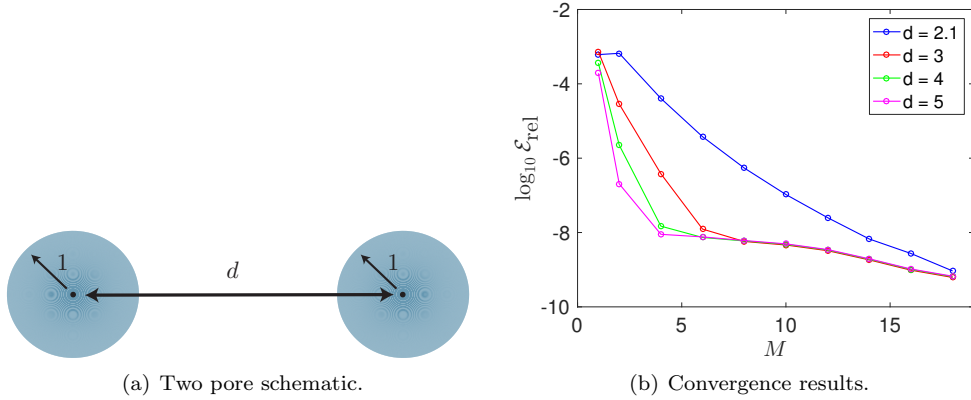 1
d
1
(a) Two pore schematic.
-2
-4
-6
-8
-10
log₁₀ ℰ_rel
0
5
10
15
M
d = 2.1
d = 3
d = 4
d = 5
(b) Convergence results.